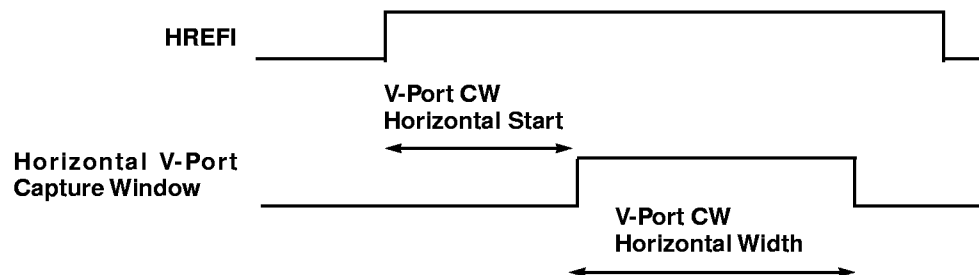 HREFI
V-Port CW
Horizontal Start
Horizontal V-Port
Capture Window
V-Port CW
Horizontal Width